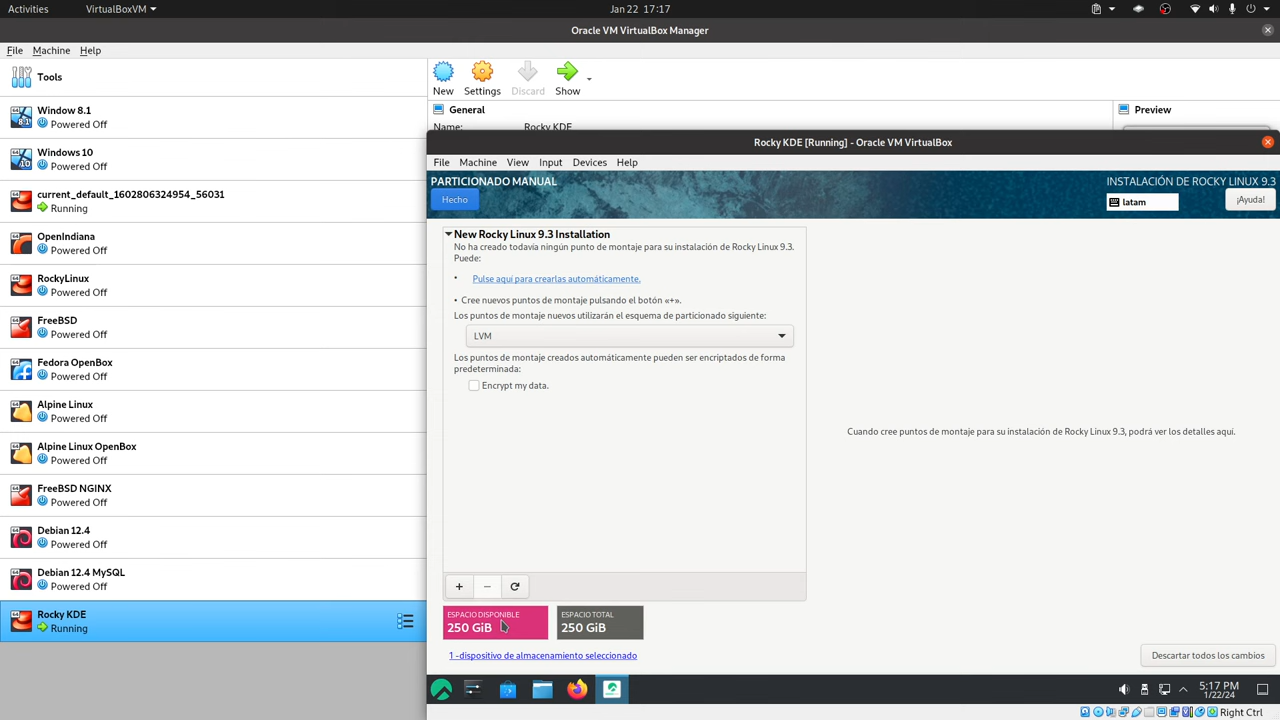 Activities
VirtualBoxVM
Jan 22 17:17
Oracle VM VirtualBox Manager
File Machine Help
Tools
New Settings Discard Show
Window 8.1
Powered Off
Windows 10
Powered Off
current_default_1602806324954_56031
Running
OpenIndiana
Powered Off
RockyLinux
Powered Off
FreeBSD
Powered Off
Fedora OpenBox
Powered Off
Alpine Linux
Powered Off
Alpine Linux OpenBox
Powered Off
FreeBSD NGINX
Powered Off
Debian 12.4
Powered Off
Debian 12.4 MySQL
Powered Off
Rocky KDE
Running
General
Name: Rocky KDE
Preview
Rocky KDE [Running] - Oracle VM VirtualBox
File Machine View Input Devices Help
PARTICIONADO MANUAL
Hecho
INSTALACIÓN DE ROCKY LINUX 9.3
latam
¡Ayuda!
New Rocky Linux 9.3 Installation
No ha creado todavía ningún punto de montaje para su instalación de Rocky Linux 9.3.
Puede:
• Pulse aquí para crearlas automáticamente.
• Cree nuevos puntos de montaje pulsando el botón «+».
Los puntos de montaje nuevos utilizarán el esquema de particionado siguiente:
LVM
Los puntos de montaje creados automáticamente pueden ser encriptados de forma
predeterminada:
Encrypt my data.
Cuando cree puntos de montaje para su instalación de Rocky Linux 9.3, podrá ver los detalles aquí.
+ −
ESPACIO DISPONIBLE
250 GiB
ESPACIO TOTAL
250 GiB
1 -dispositivo de almacenamiento seleccionado
Descartar todos los cambios
5:17 PM
1/22/24
Right Ctrl